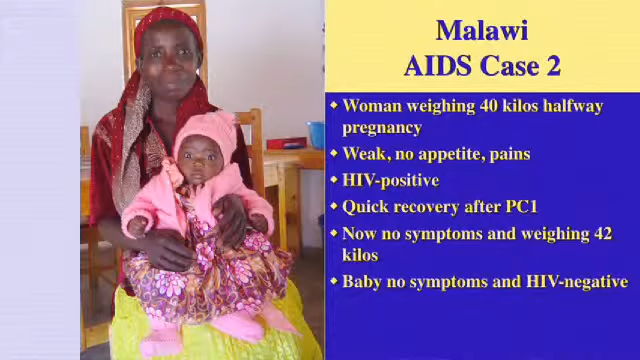 Malawi
AIDS Case 2
◆ Woman weighing 40 kilos halfway
pregnancy
◆ Weak, no appetite, pains
◆ HIV-positive
◆ Quick recovery after PC1
◆ Now no symptoms and weighing 42
kilos
◆ Baby no symptoms and HIV-negative